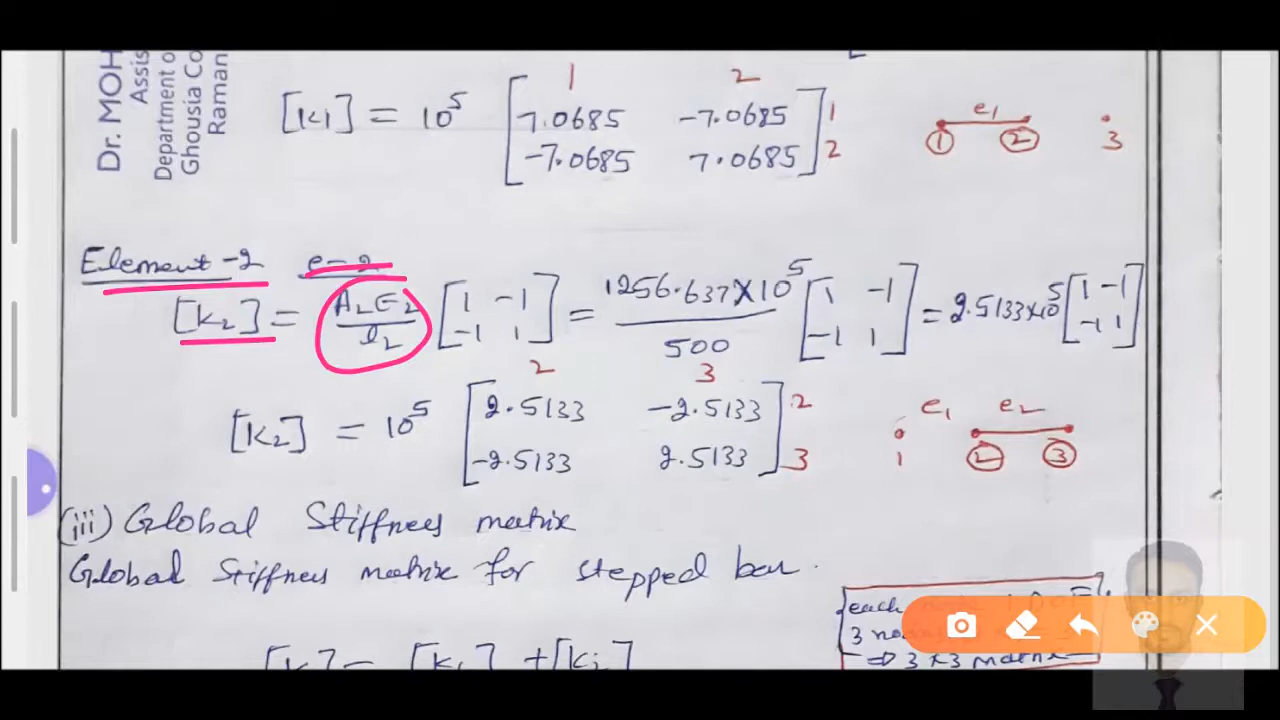 Dr. MOH
Assis
Department o
Ghousia Co
Raman
1 2
[K1] = 10^5 [7.0685 -7.0685] 1
[-7.0685 7.0685] 2
e1
1 2 3
Element-2 e-2
[K2] = A2E2/l2 [1 -1; -1 1] = 1256.637×10^5/500 [1 -1; -1 1] = 2.5133×10^5 [1 -1; -1 1]
2 3
[K2] = 10^5 [2.5133 -2.5133] 2
[-2.5133 2.5133] 3
e1 e2
1 2 3
(iii) Global Stiffness matrix
Global Stiffness matrix for stepped bar.
each
3
⇒ 3×3 matrix